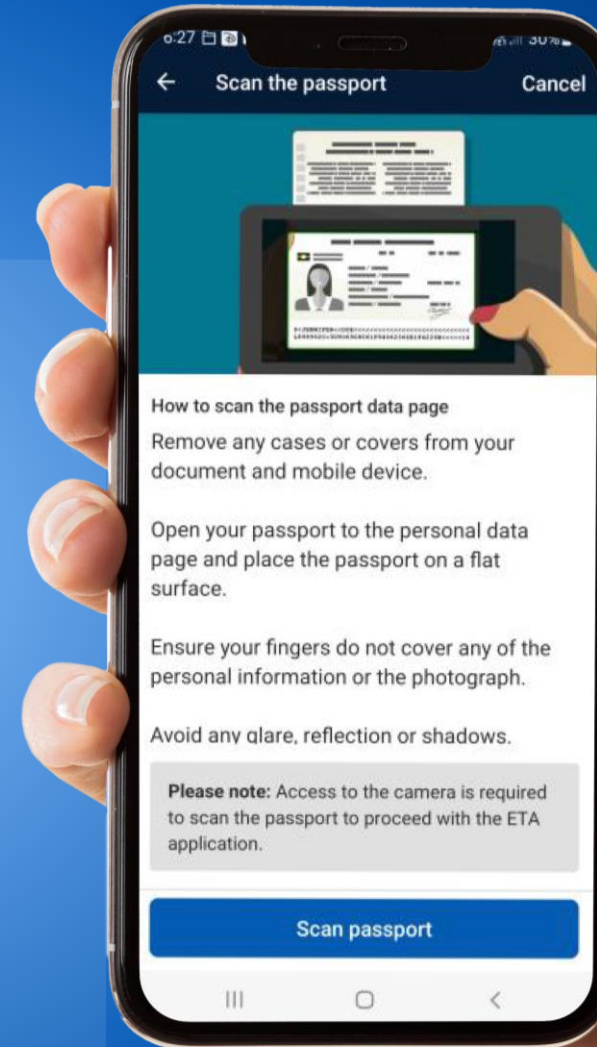 6:27
30%
Scan the passport
Cancel
How to scan the passport data page
Remove any cases or covers from your
document and mobile device.
Open your passport to the personal data
page and place the passport on a flat
surface.
Ensure your fingers do not cover any of the
personal information or the photograph.
Avoid any glare, reflection or shadows.
Please note: Access to the camera is required
to scan the passport to proceed with the ETA
application.
Scan passport